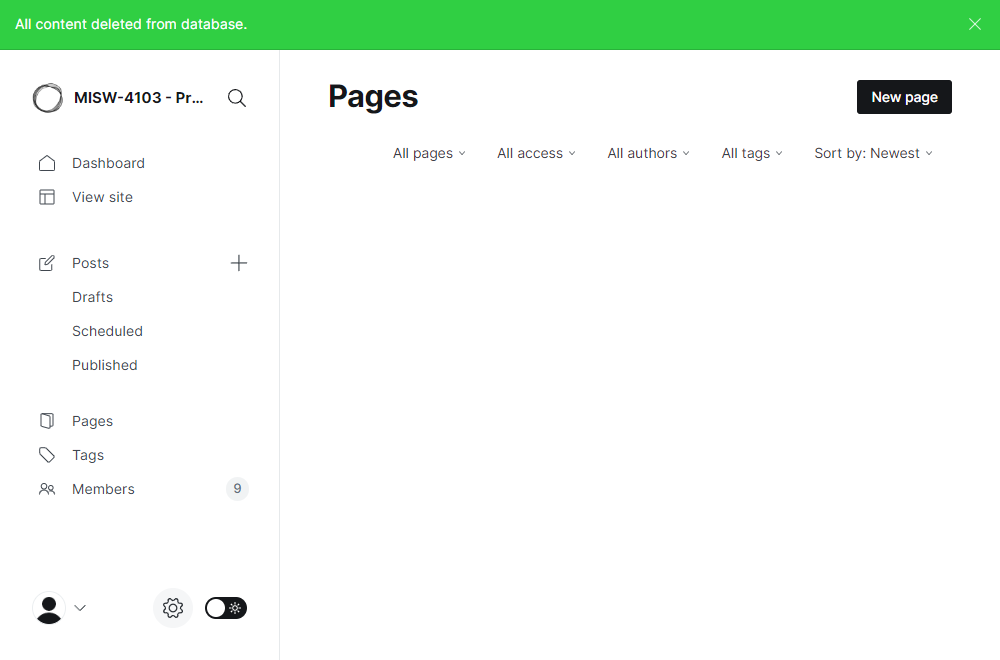 All content deleted from database.
MISW-4103 - Pr...
Dashboard
View site
Posts
Drafts
Scheduled
Published
Pages
Tags
Members 9
Pages
New page
All pages All access All authors All tags Sort by: Newest